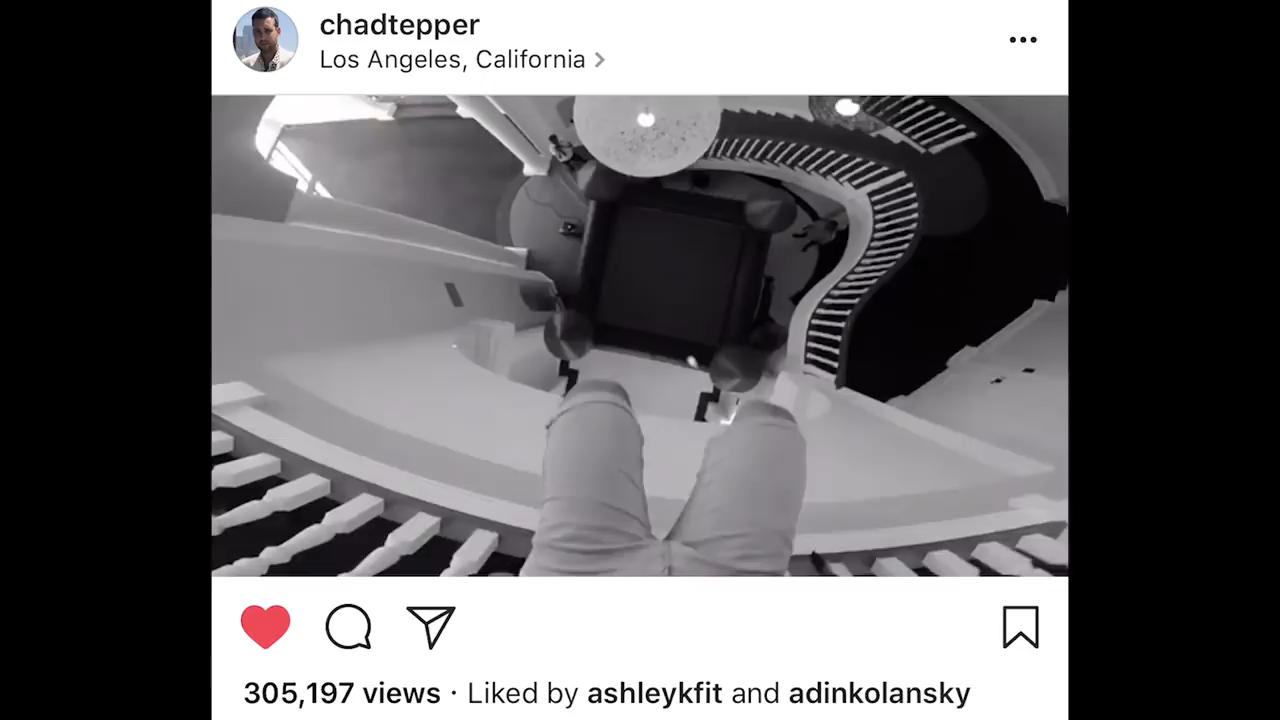 chadtepper
Los Angeles, California
305,197 views · Liked by ashleykfit and adinkolansky